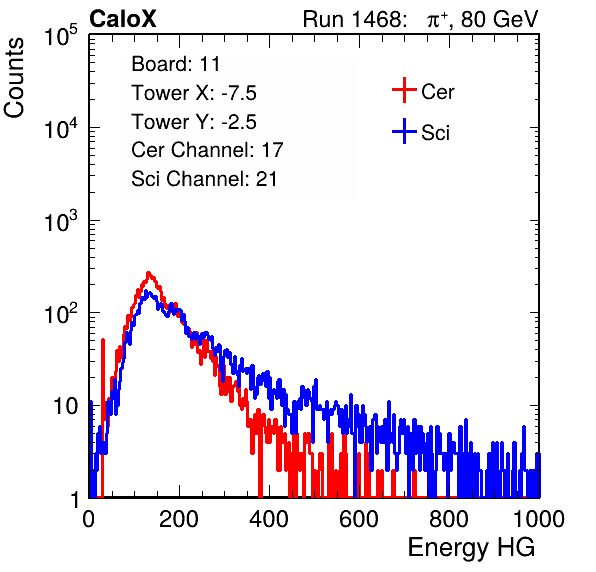 CaloX Run 1468: π⁺, 80 GeV
Counts
10⁵
10⁴
10³
10²
10
1
Board: 11
Tower X: -7.5
Tower Y: -2.5
Cer Channel: 17
Sci Channel: 21
Cer
Sci
0 200 400 600 800 1000
Energy HG